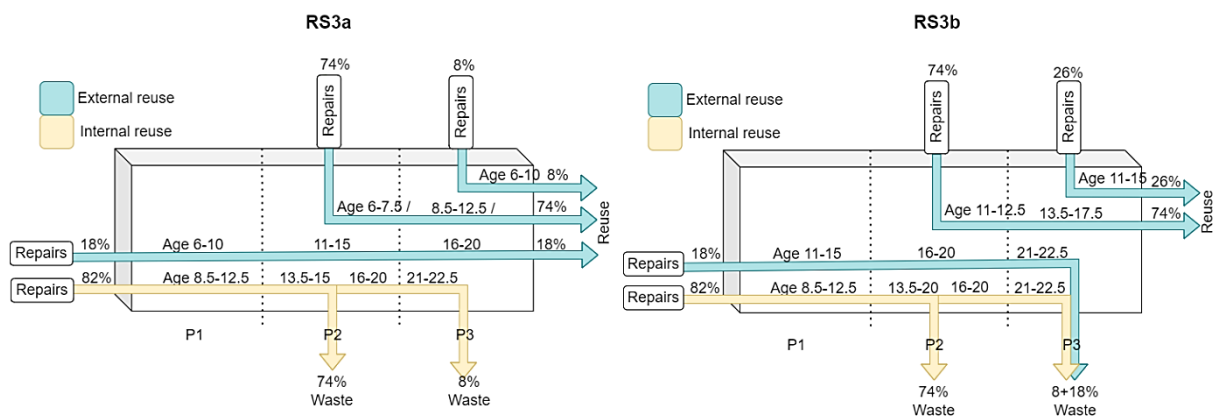 RS3a
74%
8%
Repairs
Repairs
External reuse
Internal reuse
Age 6-10 8%
Age 6-7.5 / 8.5-12.5 / 74%
Reuse
Repairs 18% Age 6-10 11-15 16-20 18%
Repairs 82% Age 8.5-12.5 13.5-15 16-20 21-22.5
P1 P2 P3
74% 8%
Waste Waste
RS3b
74% 26%
Repairs
Repairs
External reuse
Internal reuse
Age 11-15 26%
Age 11-12.5 13.5-17.5 74%
Reuse
Repairs 18% Age 11-15 16-20 21-22.5
Repairs 82% Age 8.5-12.5 13.5-20 16-20 21-22.5
P1 P2 P3
74% 8+18%
Waste Waste